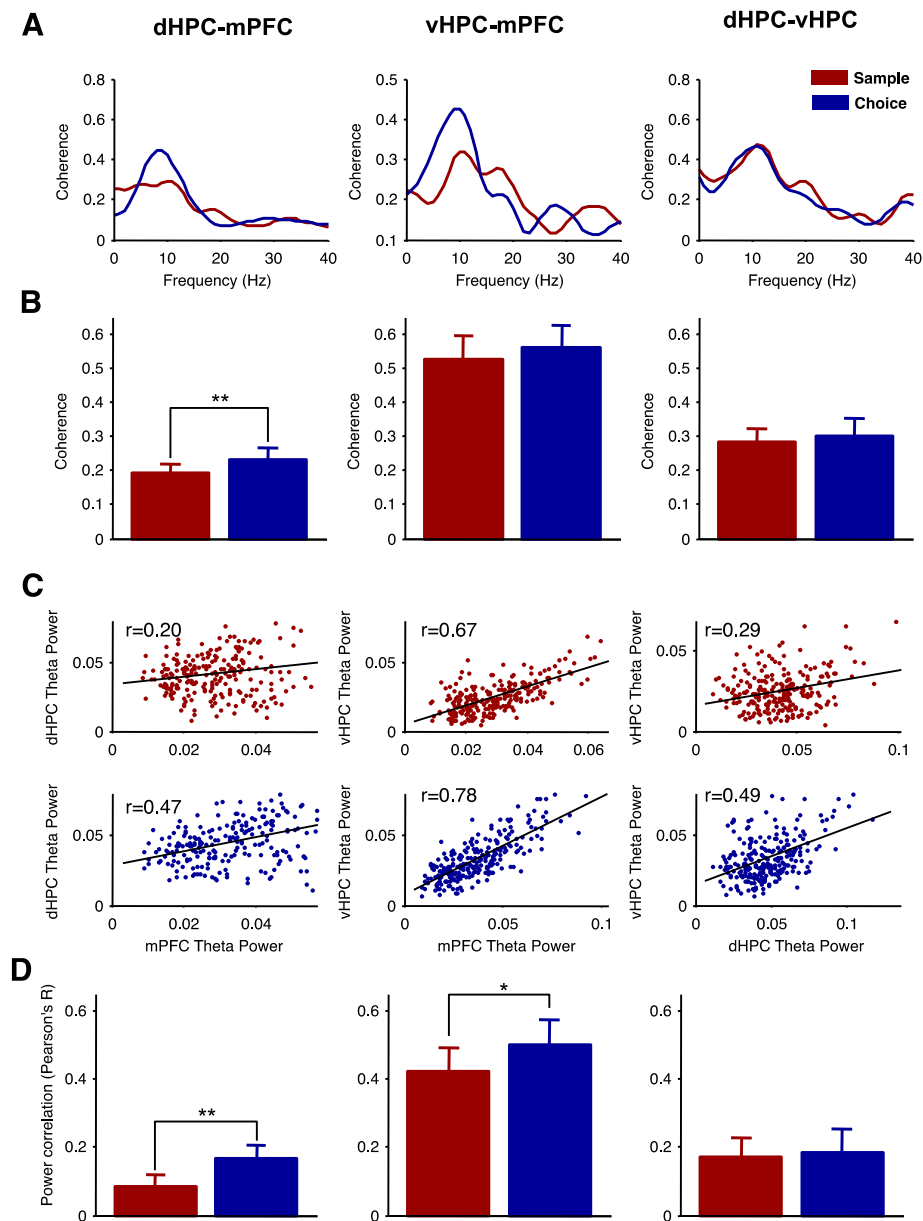 A
dHPC-mPFC
vHPC-mPFC
dHPC-vHPC
Sample
Choice
Coherence
0.8
0.6
0.4
0.2
0
0
10
20
30
40
Frequency (Hz)
Coherence
0.5
0.4
0.3
0.2
0.1
0
10
20
30
40
Frequency (Hz)
Coherence
0.8
0.6
0.4
0.2
0
0
10
20
30
40
Frequency (Hz)
B
Coherence
0.6
0.5
0.4
0.3
0.2
0.1
0
**
Coherence
0.6
0.5
0.4
0.3
0.2
0.1
0
Coherence
0.6
0.5
0.4
0.3
0.2
0.1
0
C
dHPC Theta Power
r=0.20
0.05
0
0
0.02
0.04
vHPC Theta Power
r=0.67
0.05
0
0
0.02
0.04
0.06
vHPC Theta Power
r=0.29
0.05
0
0
0.05
0.1
dHPC Theta Power
r=0.47
0.05
0
0
0.02
0.04
mPFC Theta Power
vHPC Theta Power
r=0.78
0.05
0
0
0.05
0.1
mPFC Theta Power
vHPC Theta Power
r=0.49
0.05
0
0
0.05
0.1
dHPC Theta Power
D
Power correlation (Pearson's R)
0.6
0.4
0.2
0
**
0.6
0.4
0.2
0
*
0.6
0.4
0.2
0